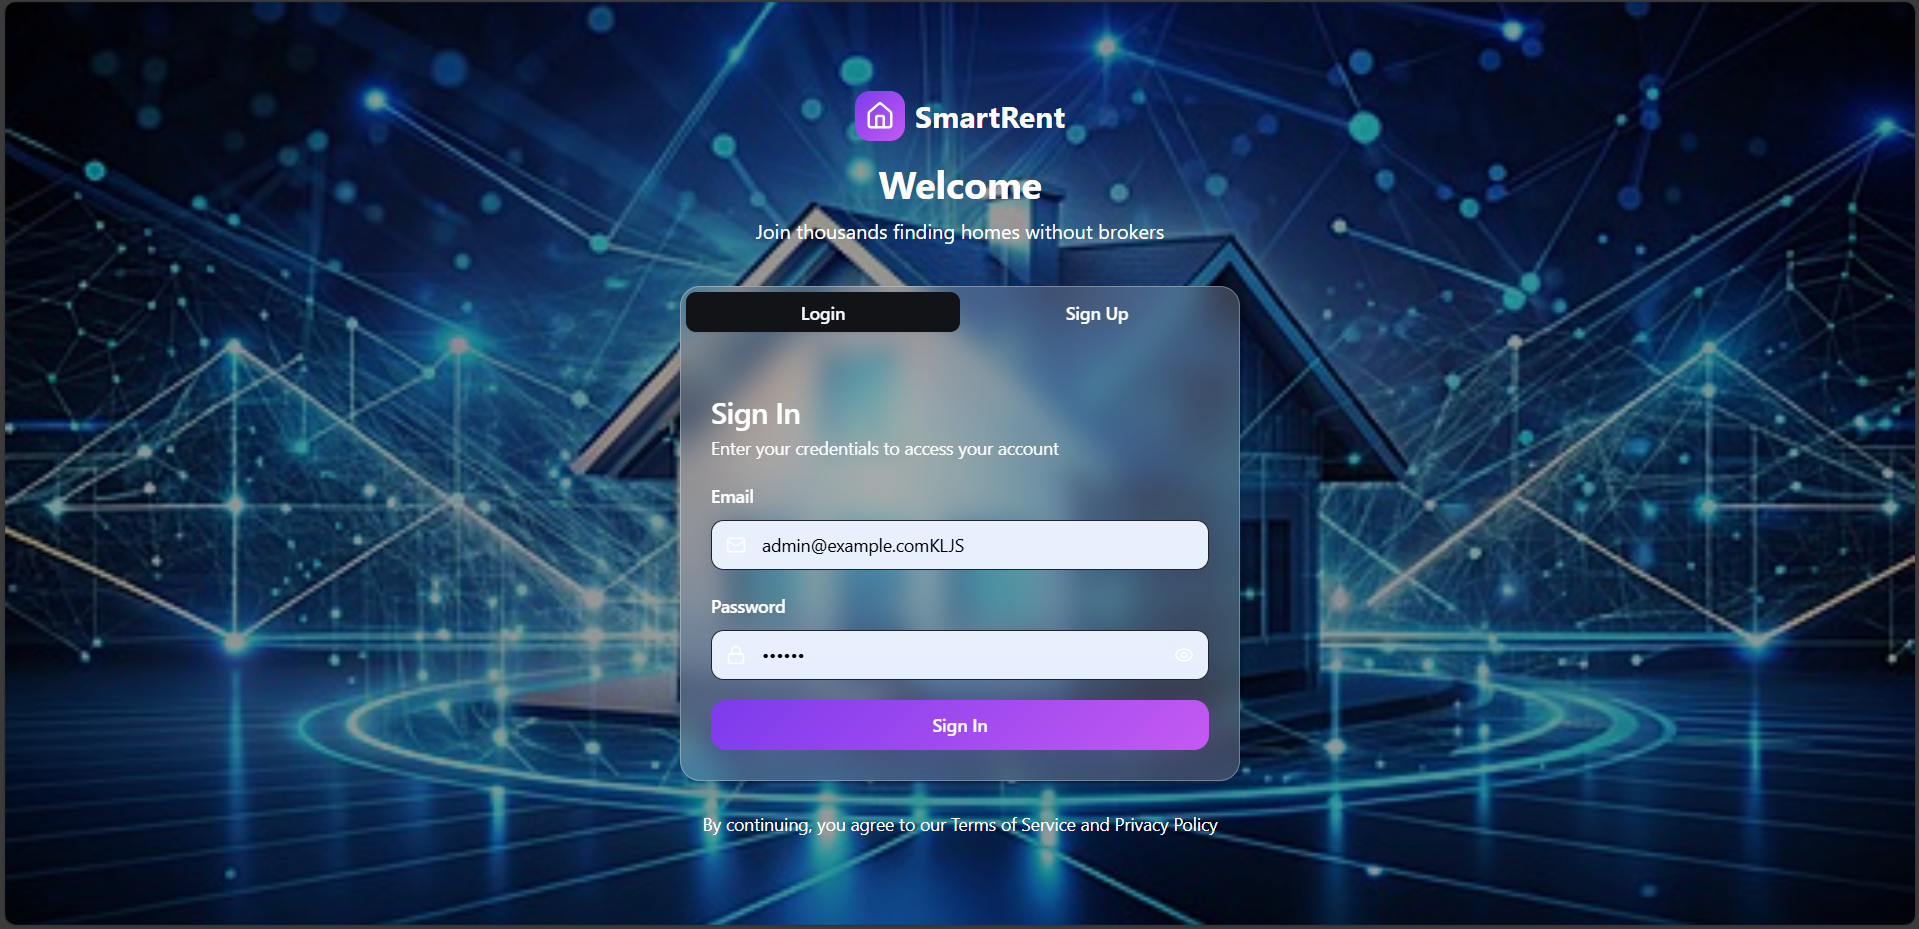 SmartRent
Welcome
Join thousands finding homes without brokers
Login
Sign Up
Sign In
Enter your credentials to access your account
Email
admin@example.comKLJS
Password
••••••
Sign In
By continuing, you agree to our Terms of Service and Privacy Policy